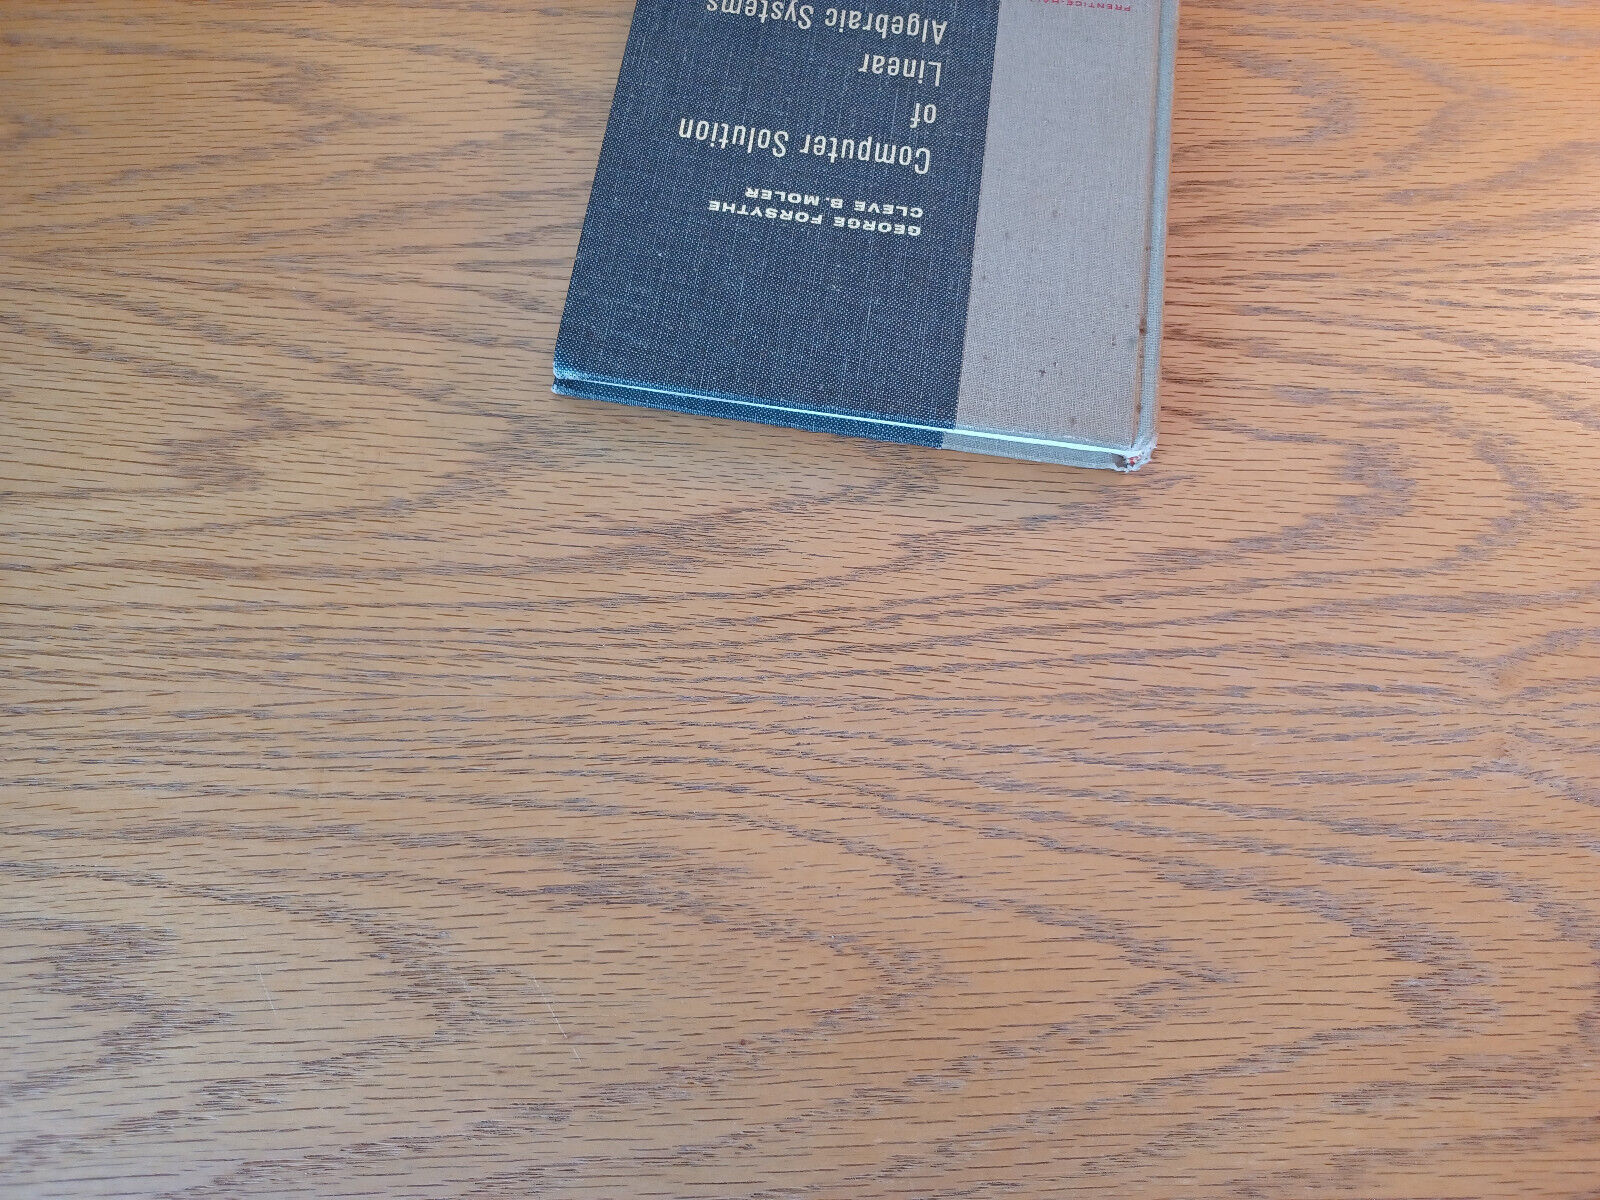 GEORGE FORSYTHE
CLEVE B. MOLER
Computer Solution
of
Linear
Algebraic Systems